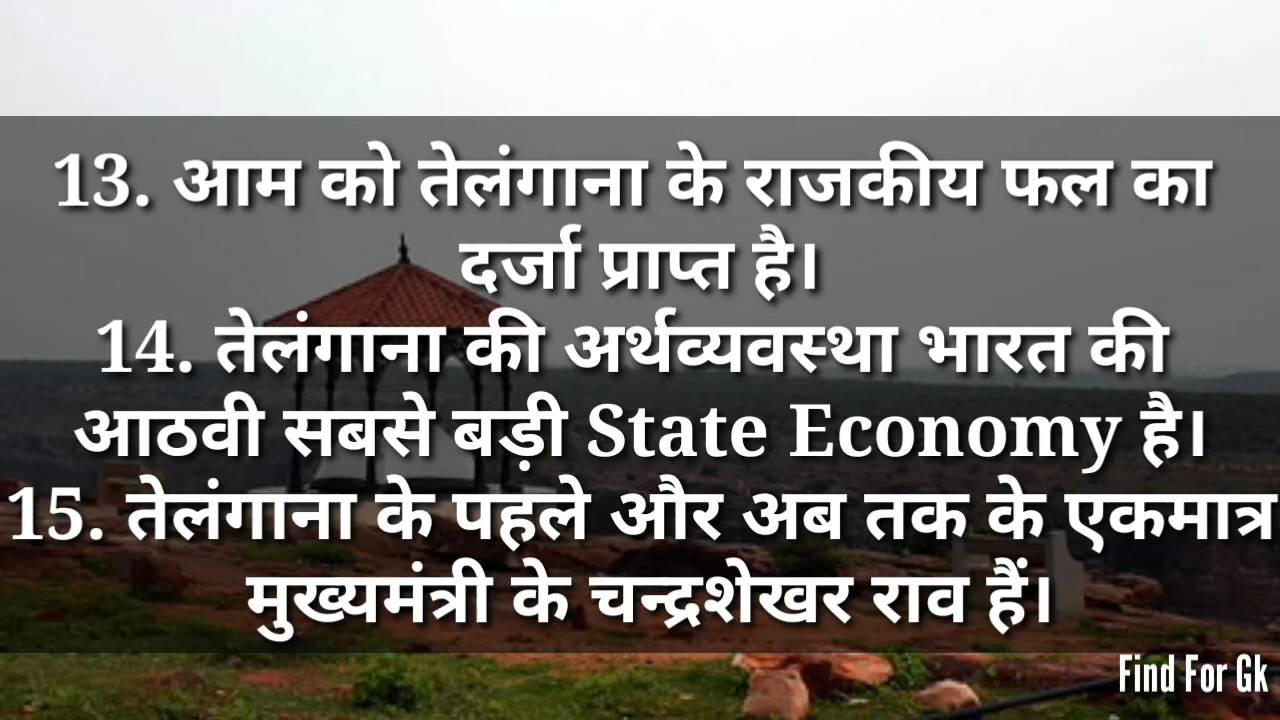 13. आम को तेलंगाना के राजकीय फल का
दर्जा प्राप्त है।
14. तेलंगाना की अर्थव्यवस्था भारत की
आठवी सबसे बड़ी State Economy है।
15. तेलंगाना के पहले और अब तक के एकमात्र
मुख्यमंत्री के चन्द्रशेखर राव हैं।
Find For Gk